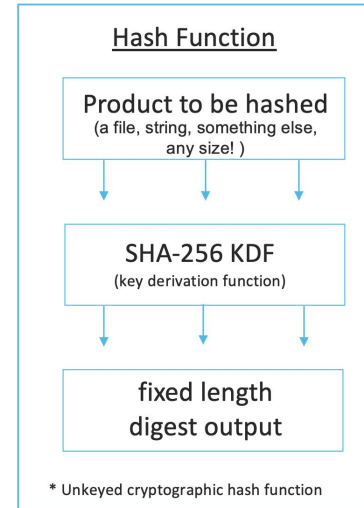 Hash Function
Product to be hashed
(a file, string, something else,
any size! )
SHA-256 KDF
(key derivation function)
fixed length
digest output
* Unkeyed cryptographic hash function